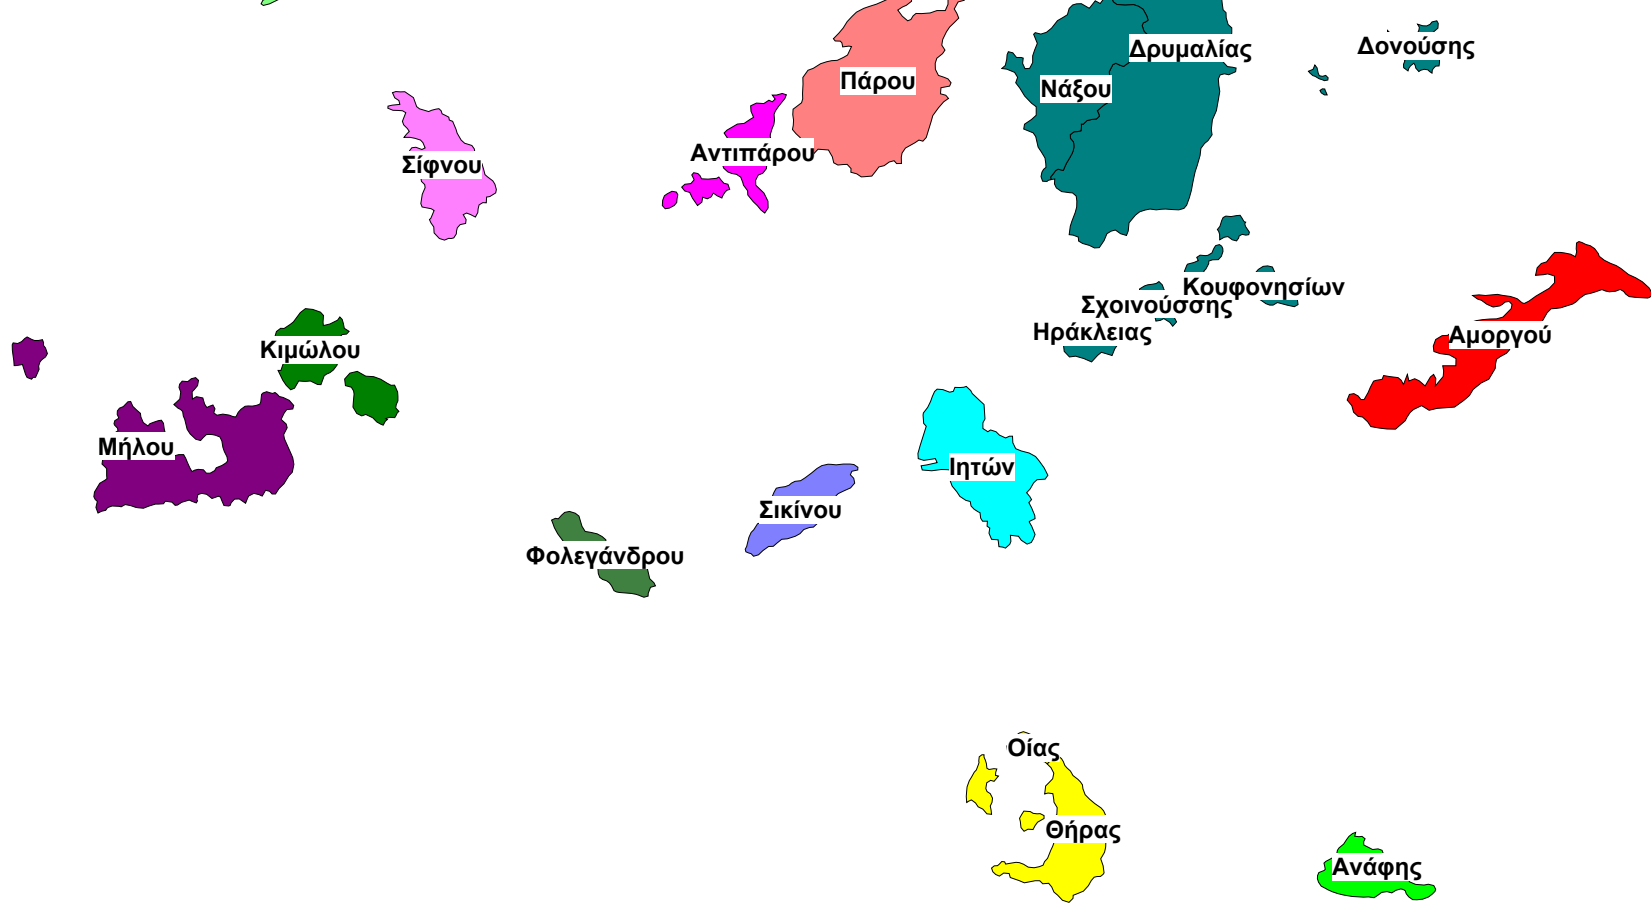 Δονούσης
Δρυμαλίας
Πάρου
Νάξου
Αντιπάρου
Σίφνου
Κουφονησίων
Σχοινούσσης
Ηράκλειας
Αμοργού
Κιμώλου
Μήλου
Ιητών
Σικίνου
Φολεγάνδρου
Οίας
Θήρας
Ανάφης